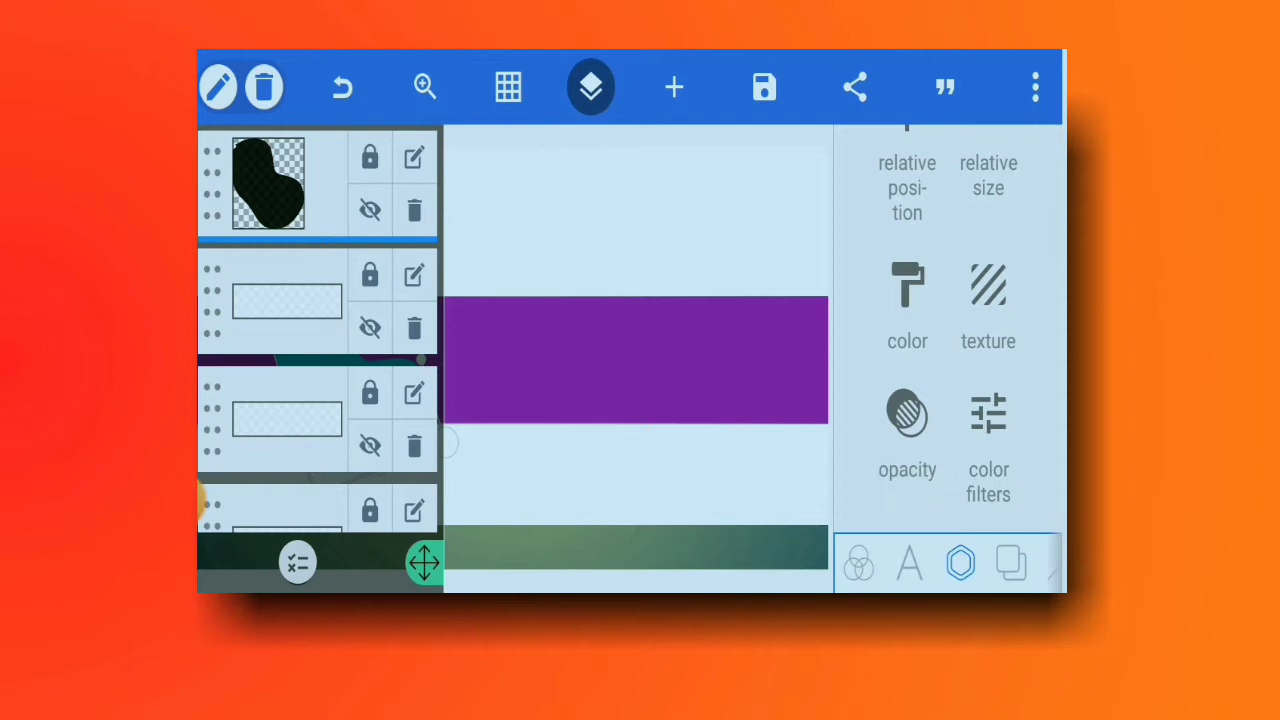 relative
posi-
tion
relative
size
color
texture
opacity
color
filters